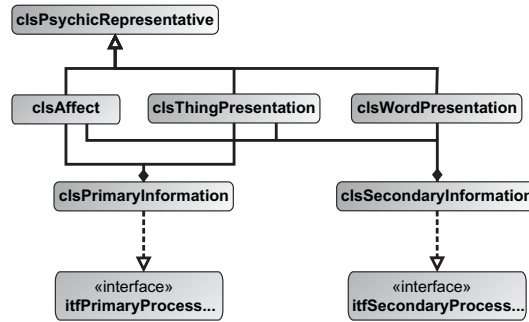 clsPsychicRepresentative
clsAffect
clsThingPresentation
clsWordPresentation
clsPrimaryInformation
clsSecondaryInformation
«interface»
itfPrimaryProcess...
«interface»
itfSecondaryProcess...